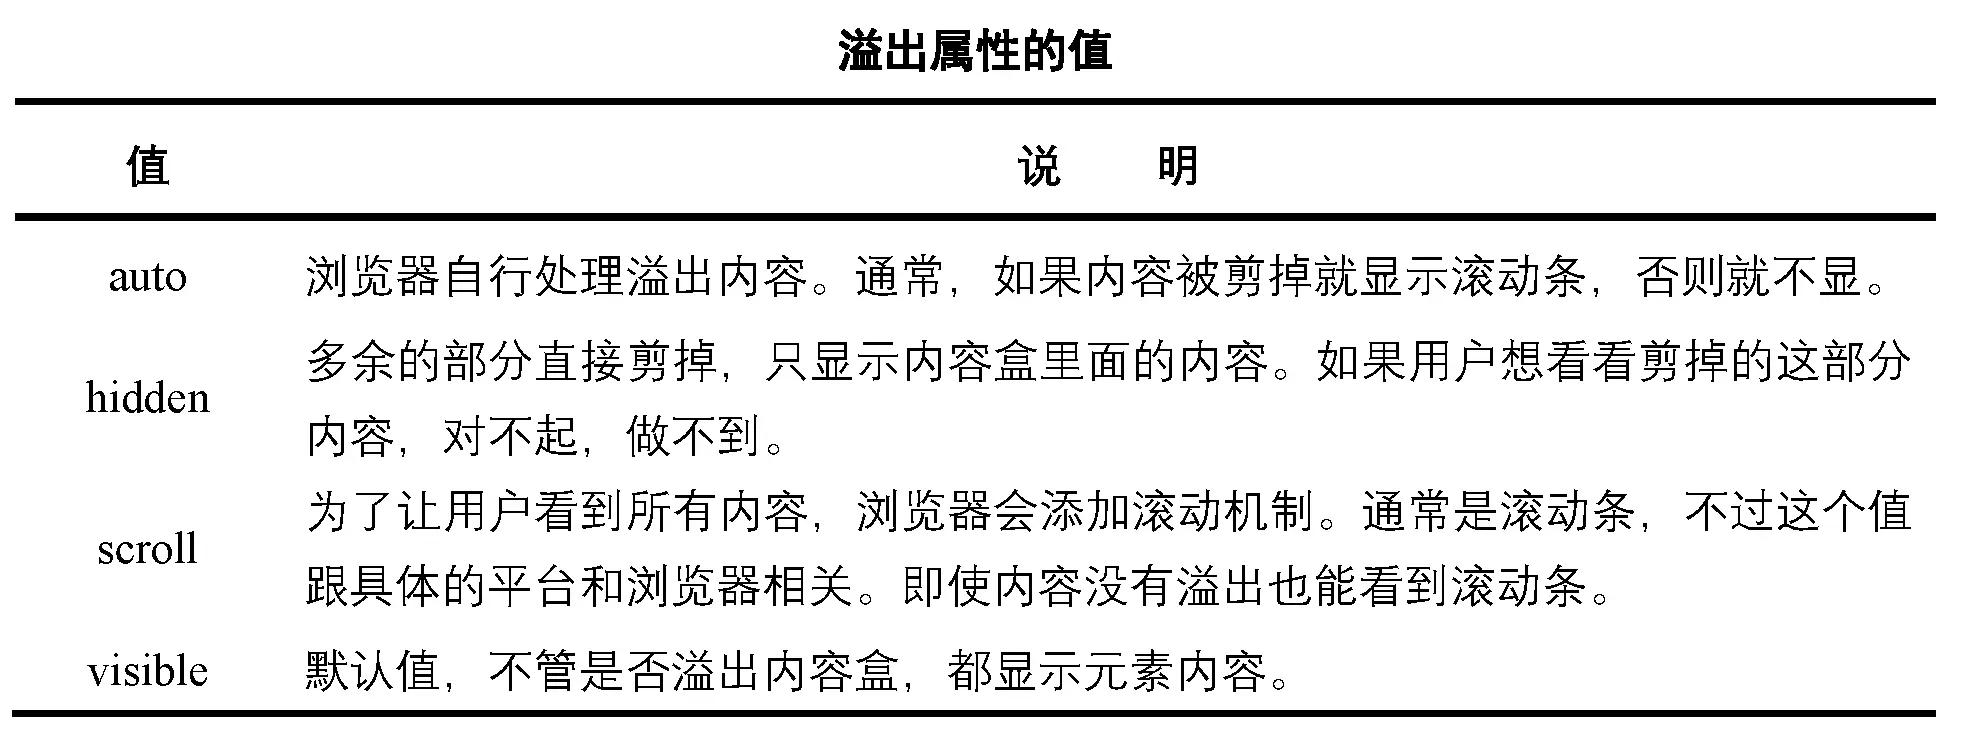 溢出属性的值
值 说 明
auto 浏览器自行处理溢出内容。通常，如果内容被剪掉就显示滚动条，否则就不显。
hidden 多余的部分直接剪掉，只显示内容盒里面的内容。如果用户想看看剪掉的这部分
内容，对不起，做不到。
scroll 为了让用户看到所有内容，浏览器会添加滚动机制。通常是滚动条，不过这个值
跟具体的平台和浏览器相关。即使内容没有溢出也能看到滚动条。
visible 默认值，不管是否溢出内容盒，都显示元素内容。